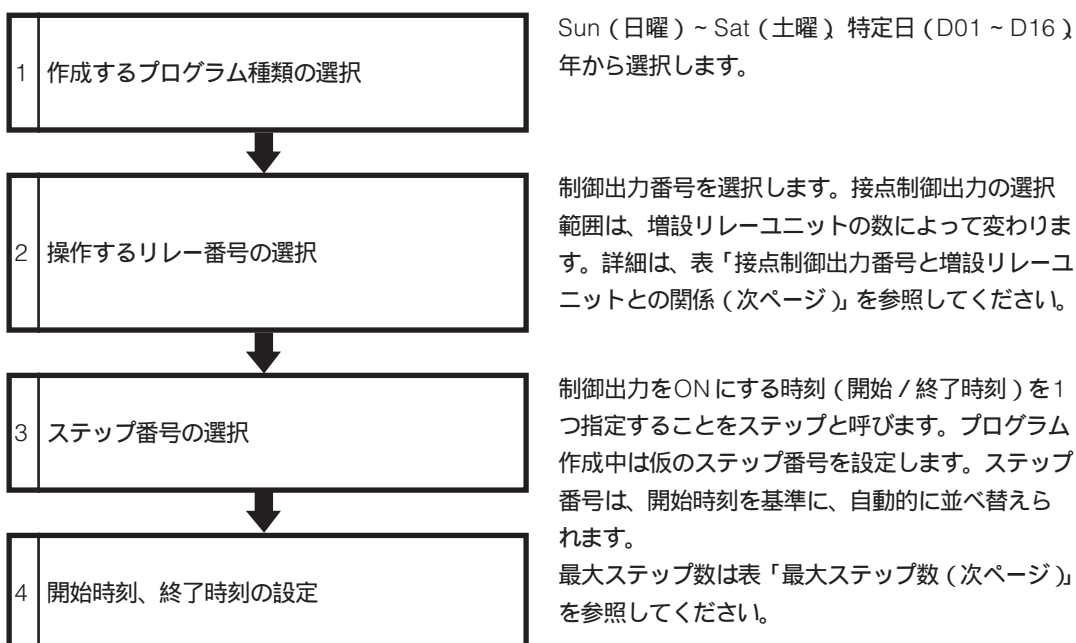 1 作成するプログラム種類の選択
Sun（日曜）~ Sat（土曜）、特定日（D01 ~ D16）、
年から選択します。
2 操作するリレー番号の選択
制御出力番号を選択します。接点制御出力の選択
範囲は、増設リレーユニットの数によって変わりま
す。詳細は、表「接点制御出力番号と増設リレーユ
ニットとの関係（次ページ）」を参照してください。
3 ステップ番号の選択
制御出力をONにする時刻（開始/終了時刻）を1
つ指定することをステップと呼びます。プログラム
作成中は仮のステップ番号を設定します。ステップ
番号は、開始時刻を基準に、自動的に並べ替えら
れます。
最大ステップ数は表「最大ステップ数（次ページ）」
を参照してください。
4 開始時刻、終了時刻の設定